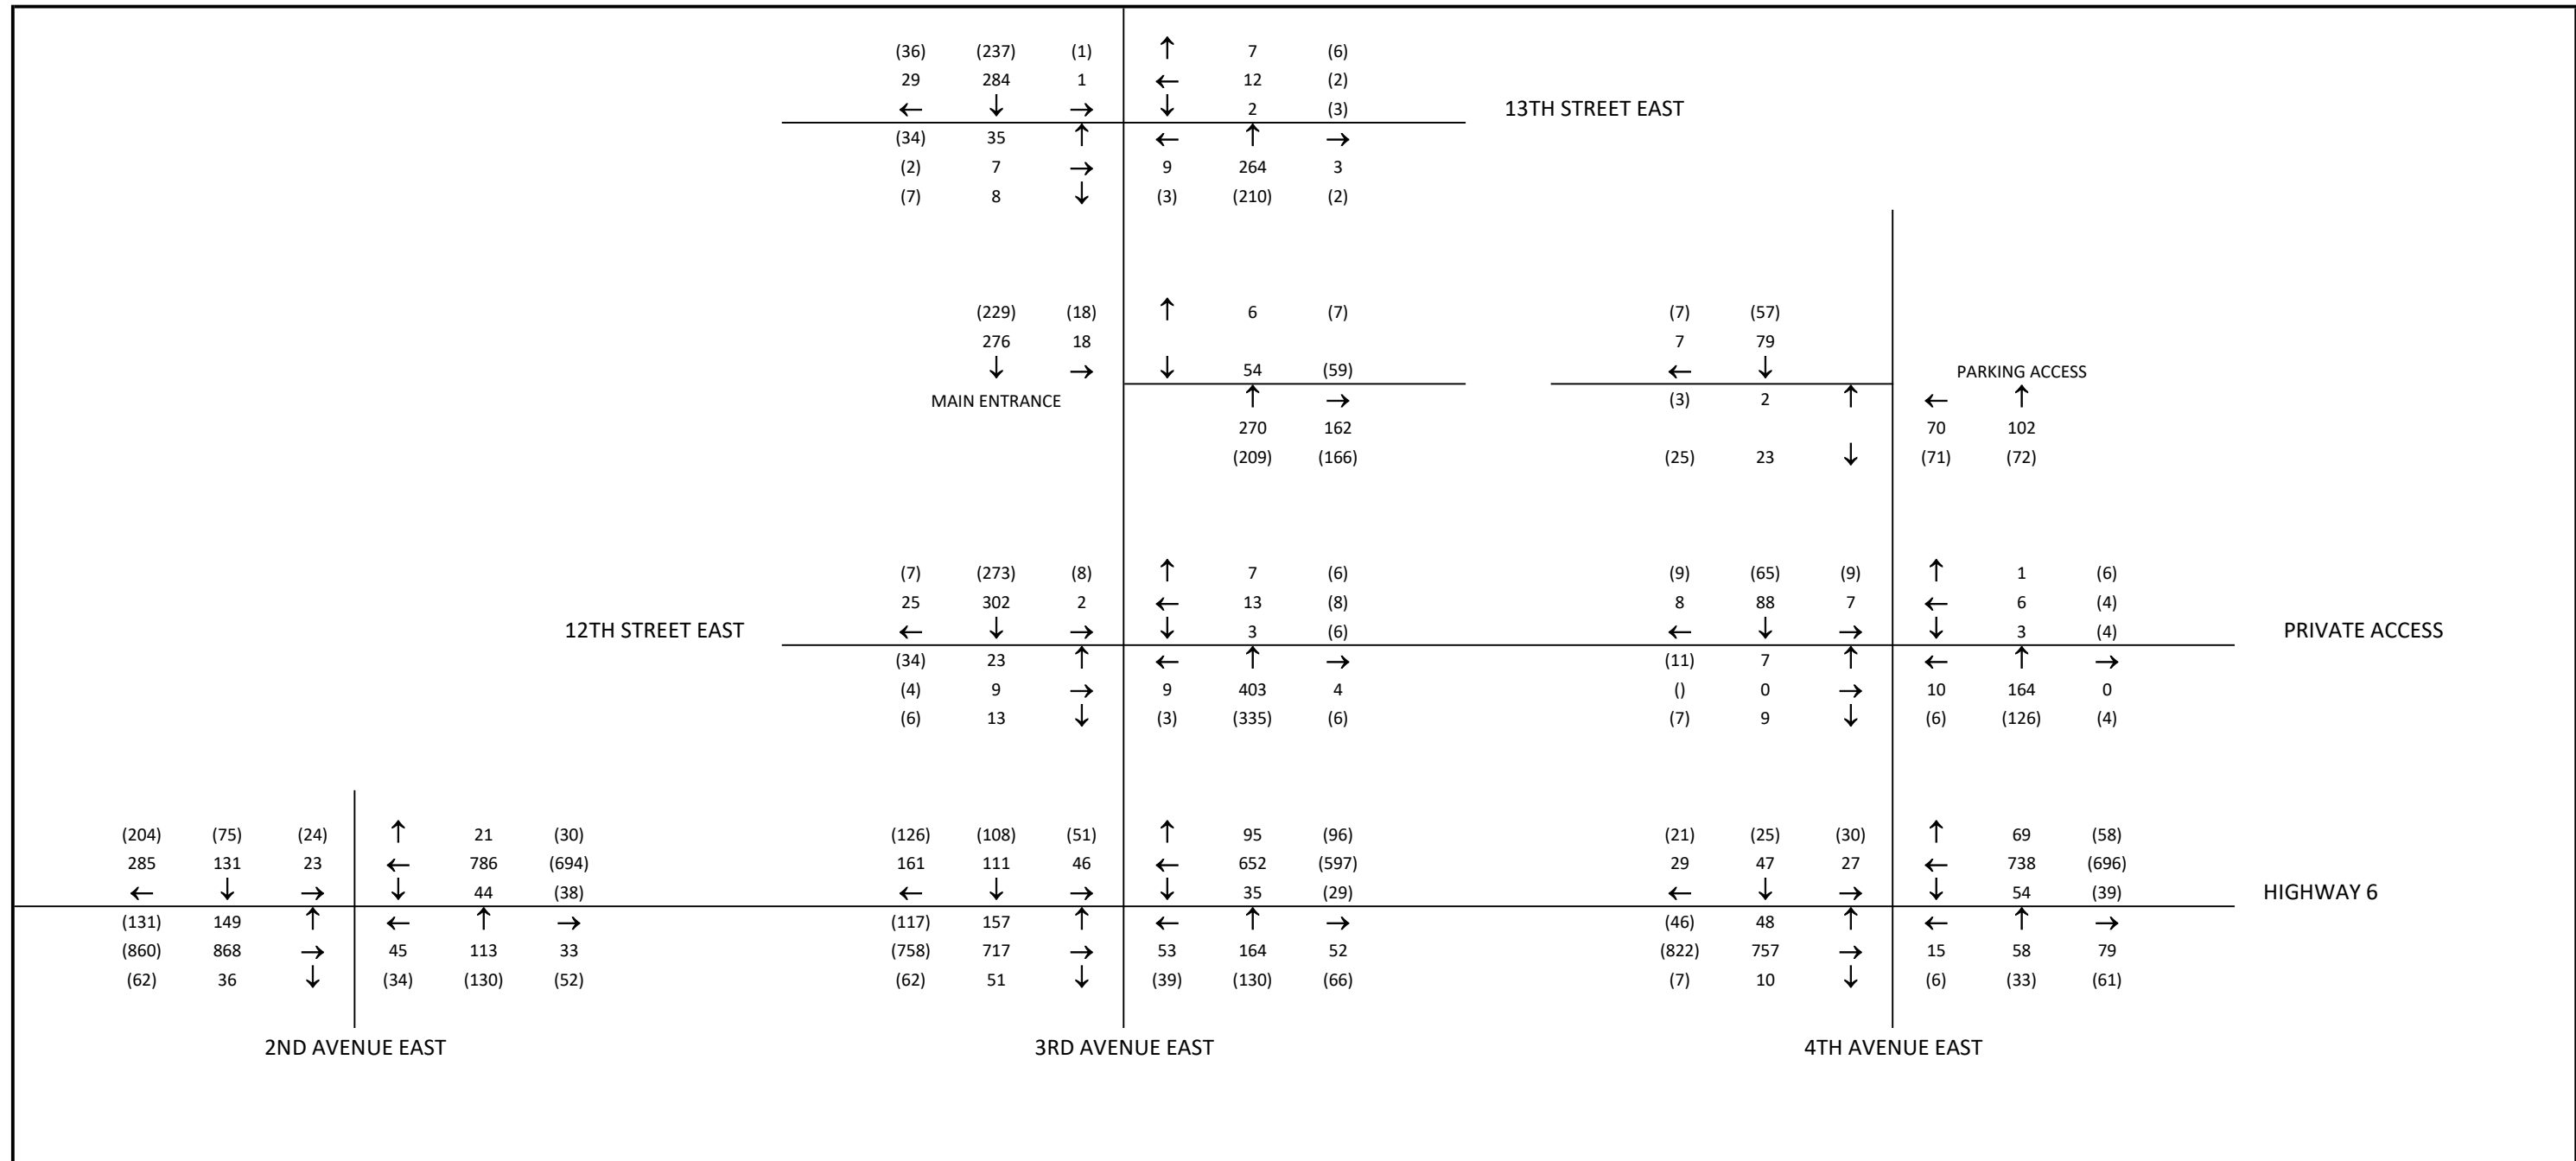 (36) (237) (1) ↑ 7 (6)
29 284 1 ← 12 (2)
← ↓ → ↓ 2 (3) 13TH STREET EAST
(34) 35 ↑ ← ↑ →
(2) 7 → 9 264 3
(7) 8 ↓ (3) (210) (2)
(229) (18) ↑ 6 (7) (7) (57)
276 18 7 79
↓ → ↓ 54 (59) ← ↓ PARKING ACCESS
MAIN ENTRANCE ↑ → (3) 2 ↑ ← ↑
270 162 70 102
(209) (166) (25) 23 ↓ (71) (72)
(7) (273) (8) ↑ 7 (6) (9) (65) (9) ↑ 1 (6)
25 302 2 ← 13 (8) 8 88 7 ← 6 (4)
12TH STREET EAST ← ↓ → ↓ 3 (6) ← ↓ → ↓ 3 (4) PRIVATE ACCESS
(34) 23 ↑ ← ↑ → (11) 7 ↑ ← ↑ →
(4) 9 → 9 403 4 () 0 → 10 164 0
(6) 13 ↓ (3) (335) (6) (7) 9 ↓ (6) (126) (4)
(204) (75) (24) ↑ 21 (30) (126) (108) (51) ↑ 95 (96) (21) (25) (30) ↑ 69 (58)
285 131 23 ← 786 (694) 161 111 46 ← 652 (597) 29 47 27 ← 738 (696)
← ↓ → ↓ 44 (38) ← ↓ → ↓ 35 (29) ← ↓ → ↓ 54 (39) HIGHWAY 6
(131) 149 ↑ ← ↑ → (117) 157 ↑ ← ↑ → (46) 48 ↑ ← ↑ →
(860) 868 → 45 113 33 (758) 717 → 53 164 52 (822) 757 → 15 58 79
(62) 36 ↓ (34) (130) (52) (62) 51 ↓ (39) (130) (66) (7) 10 ↓ (6) (33) (61)
2ND AVENUE EAST 3RD AVENUE EAST 4TH AVENUE EAST